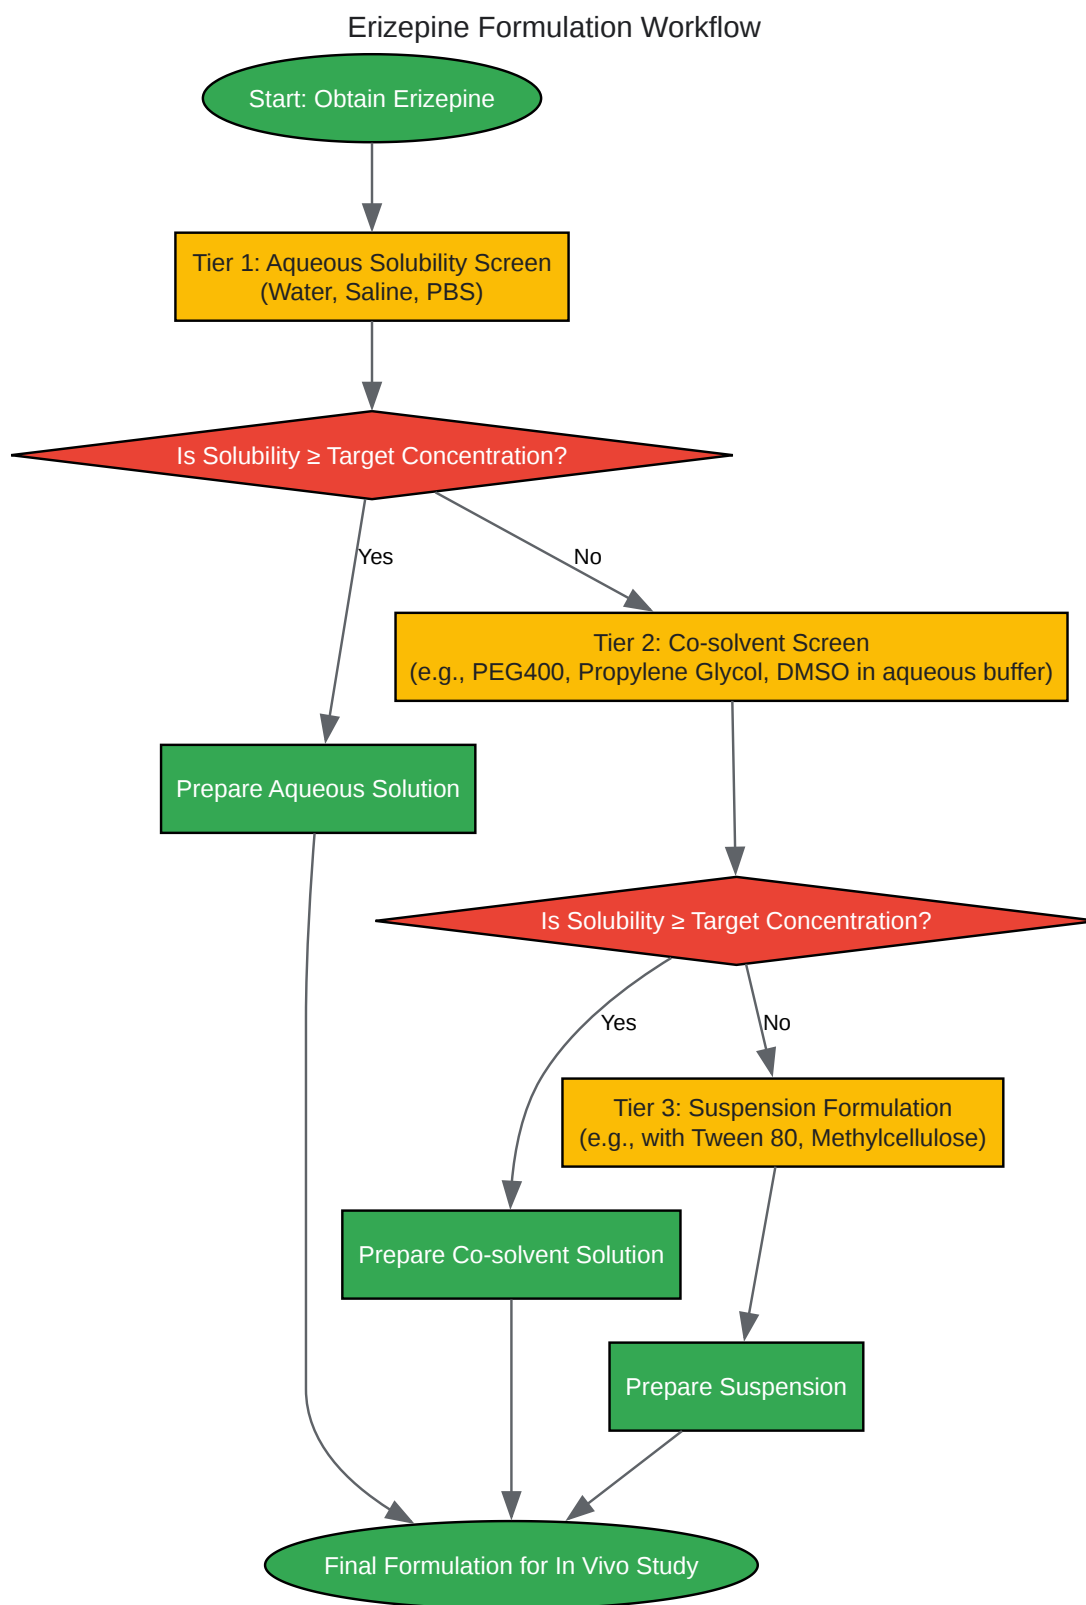 Erizepine Formulation Workflow
Start: Obtain Erizepine
Tier 1: Aqueous Solubility Screen
(Water, Saline, PBS)
Is Solubility ≥ Target Concentration?
Yes
No
Tier 2: Co-solvent Screen
(e.g., PEG400, Propylene Glycol, DMSO in aqueous buffer)
Prepare Aqueous Solution
Is Solubility ≥ Target Concentration?
Yes
No
Tier 3: Suspension Formulation
(e.g., with Tween 80, Methylcellulose)
Prepare Co-solvent Solution
Prepare Suspension
Final Formulation for In Vivo Study